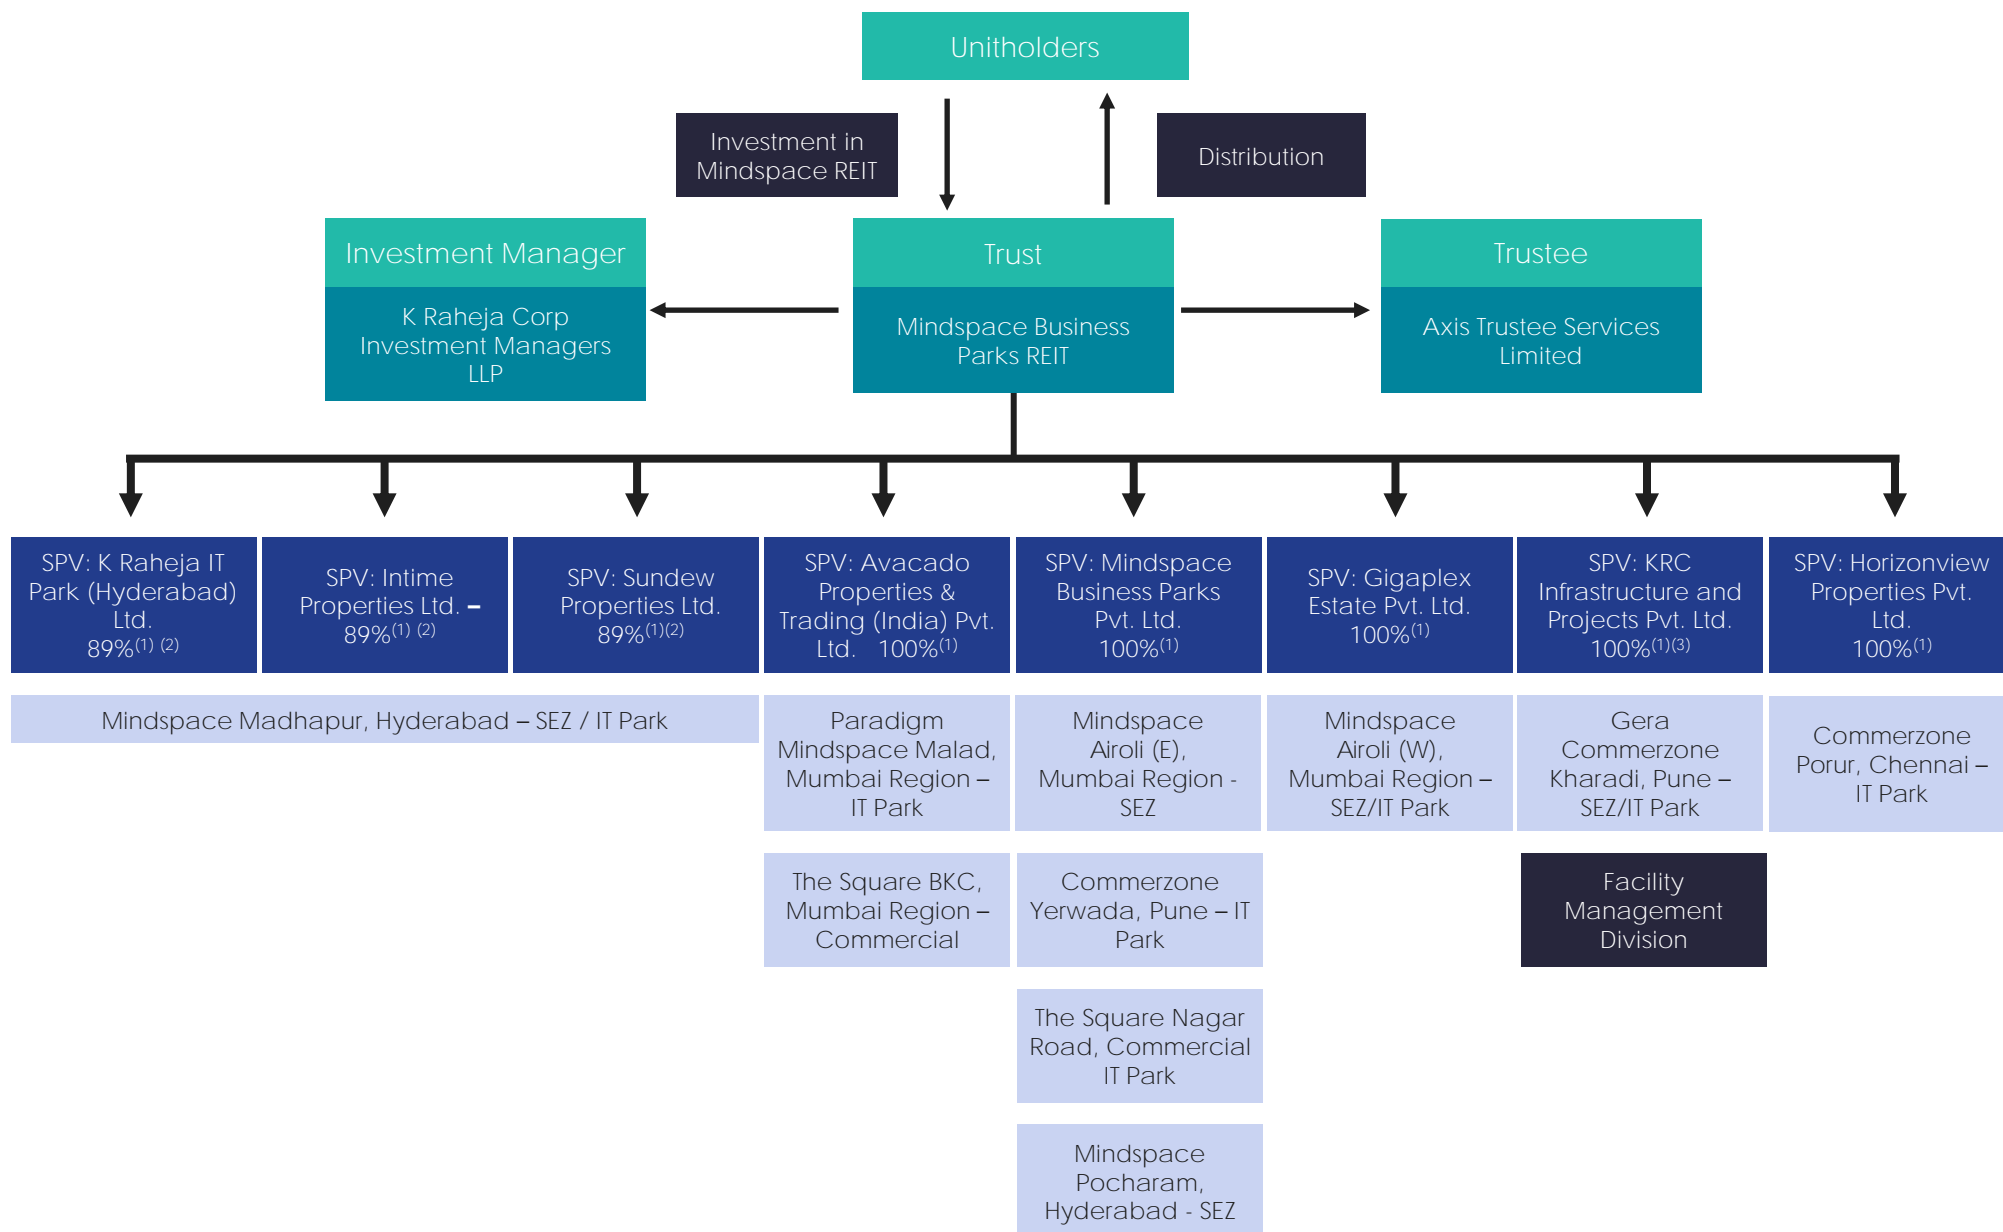 Unitholders
Investment in
Mindspace REIT
Distribution
Investment Manager
K Raheja Corp
Investment Managers
LLP
Trust
Mindspace Business
Parks REIT
Trustee
Axis Trustee Services
Limited
SPV: K Raheja IT
Park (Hyderabad)
Ltd.
89%(1) (2)
SPV: Intime
Properties Ltd. –
89%(1) (2)
SPV: Sundew
Properties Ltd.
89%(1)(2)
SPV: Avacado
Properties &
Trading (India) Pvt.
Ltd. 100%(1)
SPV: Mindspace
Business Parks
Pvt. Ltd.
100%(1)
SPV: Gigaplex
Estate Pvt. Ltd.
100%(1)
SPV: KRC
Infrastructure and
Projects Pvt. Ltd.
100%(1)(3)
SPV: Horizonview
Properties Pvt.
Ltd.
100%(1)
Mindspace Madhapur, Hyderabad – SEZ / IT Park
Paradigm
Mindspace Malad,
Mumbai Region –
IT Park
Mindspace
Airoli (E),
Mumbai Region -
SEZ
Mindspace
Airoli (W),
Mumbai Region –
SEZ/IT Park
Gera
Commerzone
Kharadi, Pune –
SEZ/IT Park
Commerzone
Porur, Chennai –
IT Park
The Square BKC,
Mumbai Region –
Commercial
Commerzone
Yerwada, Pune – IT
Park
Facility
Management
Division
The Square Nagar
Road, Commercial
IT Park
Mindspace
Pocharam,
Hyderabad - SEZ